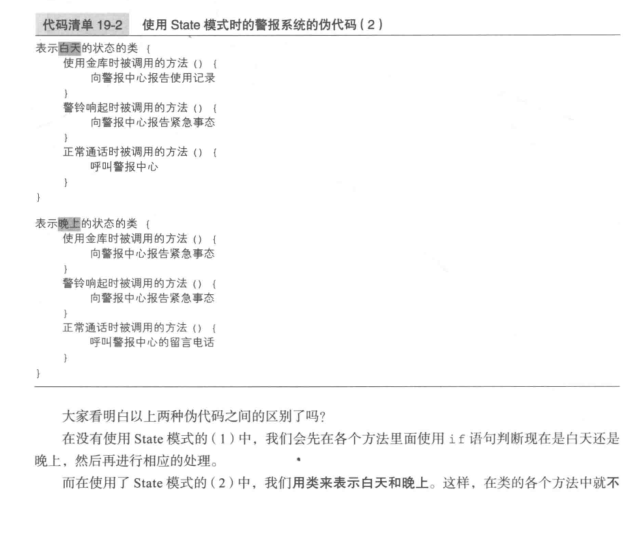 代码清单 19-2 使用 State 模式时的警报系统的伪代码(2)
表示白天的状态的类 {
使用金库时被调用的方法 () {
向警报中心报告使用记录
}
警铃响起时被调用的方法 () {
向警报中心报告紧急事态
}
正常通话时被调用的方法 () {
呼叫警报中心
}
}
表示晚上的状态的类 {
使用金库时被调用的方法 () {
向警报中心报告紧急事态
}
警铃响起时被调用的方法 () {
向警报中心报告紧急事态
}
正常通话时被调用的方法 () {
呼叫警报中心的留言电话
}
}
大家看明白以上两种伪代码之间的区别了吗?
在没有使用 State 模式的(1)中,我们会先在各个方法里面使用 if 语句判断现在是白天还是
晚上,然后再进行相应的处理。
而在使用了 State 模式的(2)中,我们用类来表示白天和晚上。这样,在类的各个方法中就不